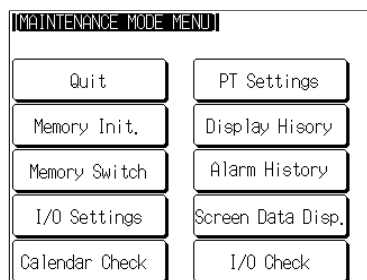 [MAINTENANCE MODE MENU]
Quit
PT Settings
Memory Init.
Display Hisory
Memory Switch
Alarm History
I/O Settings
Screen Data Disp.
Calendar Check
I/O Check